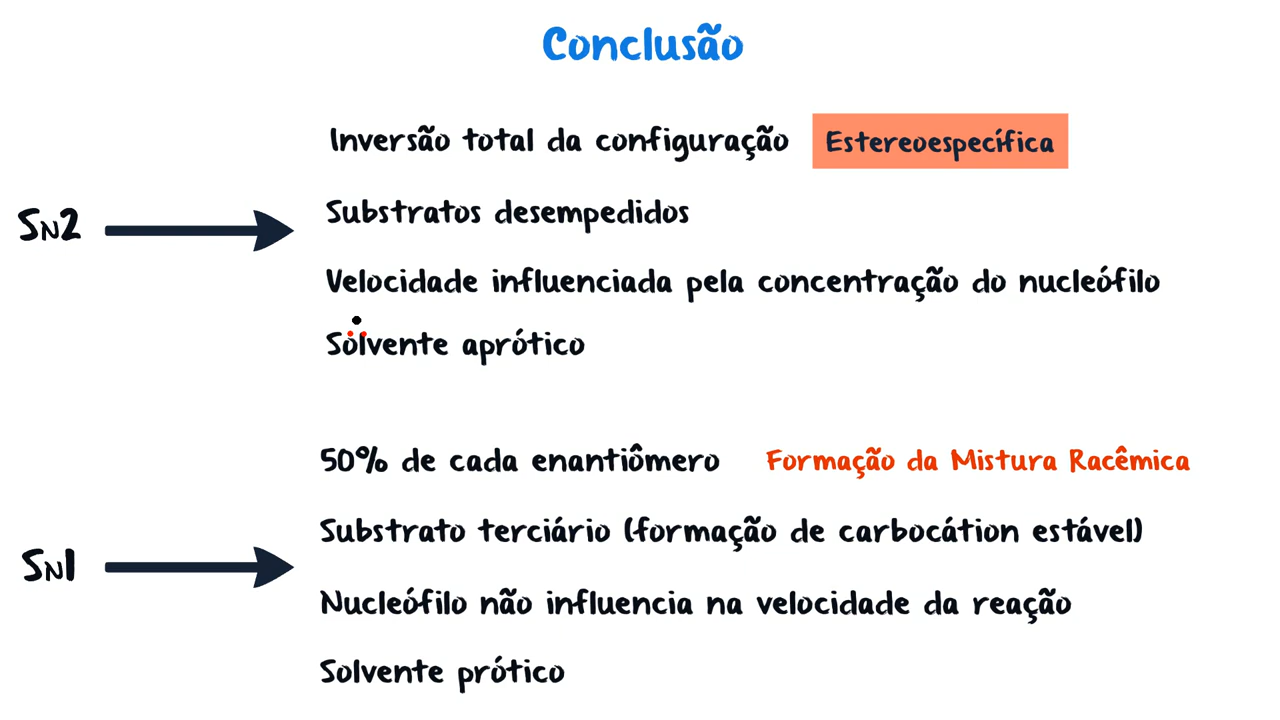 Conclusão
Inversão total da configuração Estereoespecífica
Substratos desempedidos
SN2
Velocidade influenciada pela concentração do nucleófilo
Solvente aprótico
50% de cada enantiômero Formação da Mistura Racêmica
Substrato terciário (formação de carbocátion estável)
SN1
Nucleófilo não influencia na velocidade da reação
Solvente prótico